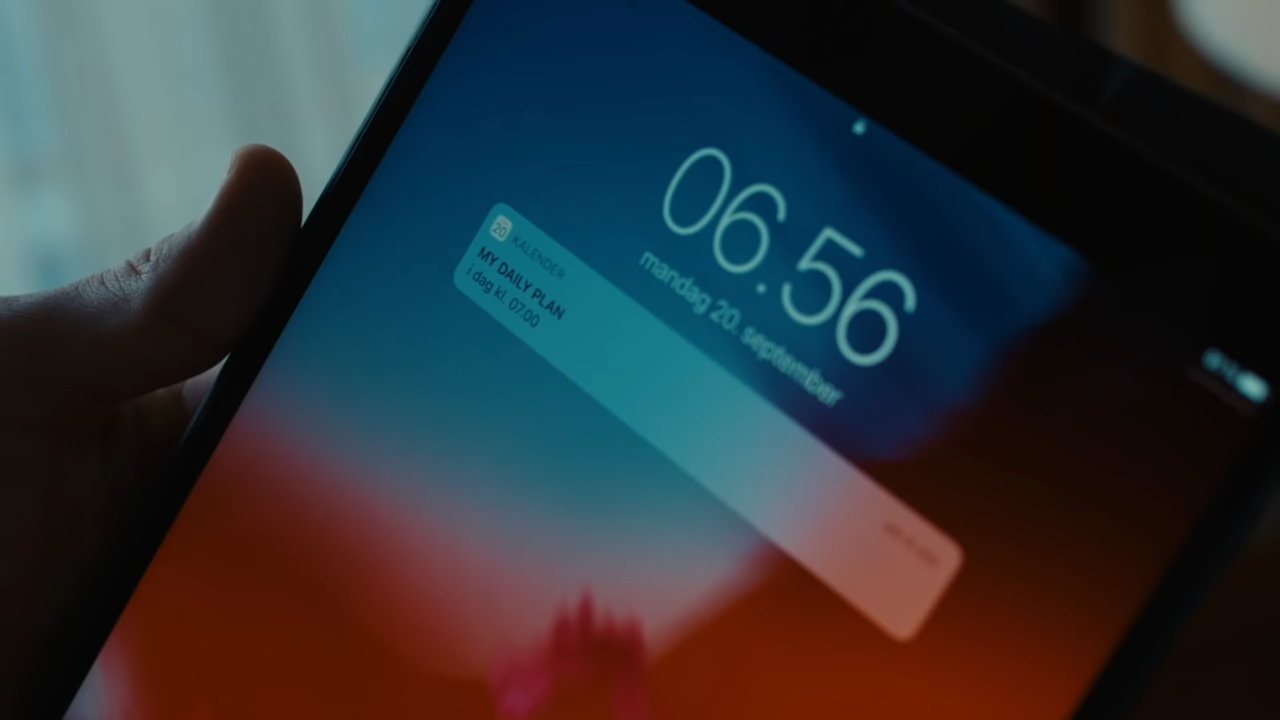 06.56
mandag 20. september
20 KALENDER
MY DAILY PLAN
i dag kl. 07.00